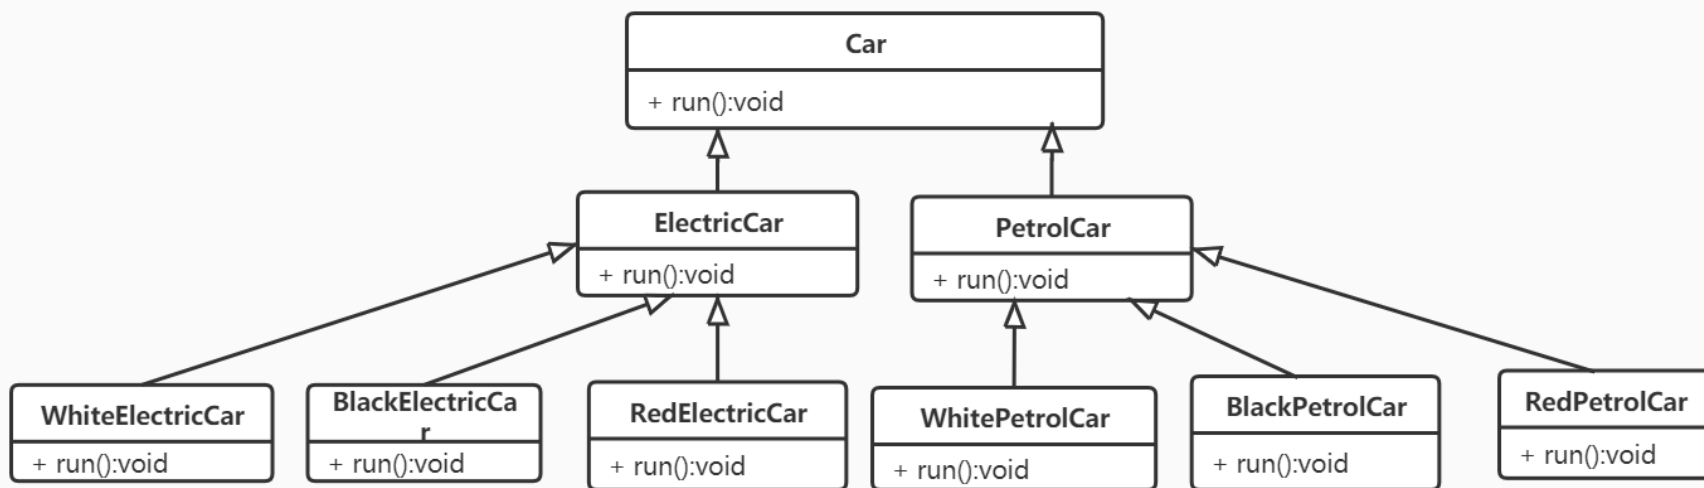 Car
+ run():void
ElectricCar
+ run():void
PetrolCar
+ run():void
WhiteElectricCar
+ run():void
BlackElectricCa
r
+ run():void
RedElectricCar
+ run():void
WhitePetrolCar
+ run():void
BlackPetrolCar
+ run():void
RedPetrolCar
+ run():void